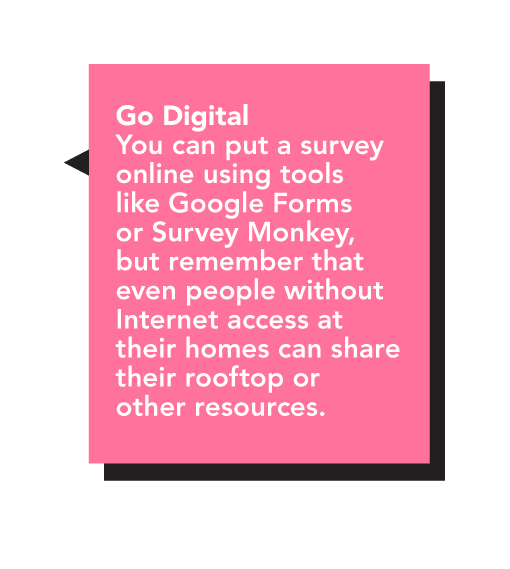 Go Digital
You can put a survey
online using tools
like Google Forms
or Survey Monkey,
but remember that
even people without
Internet access at
their homes can share
their rooftop or
other resources.